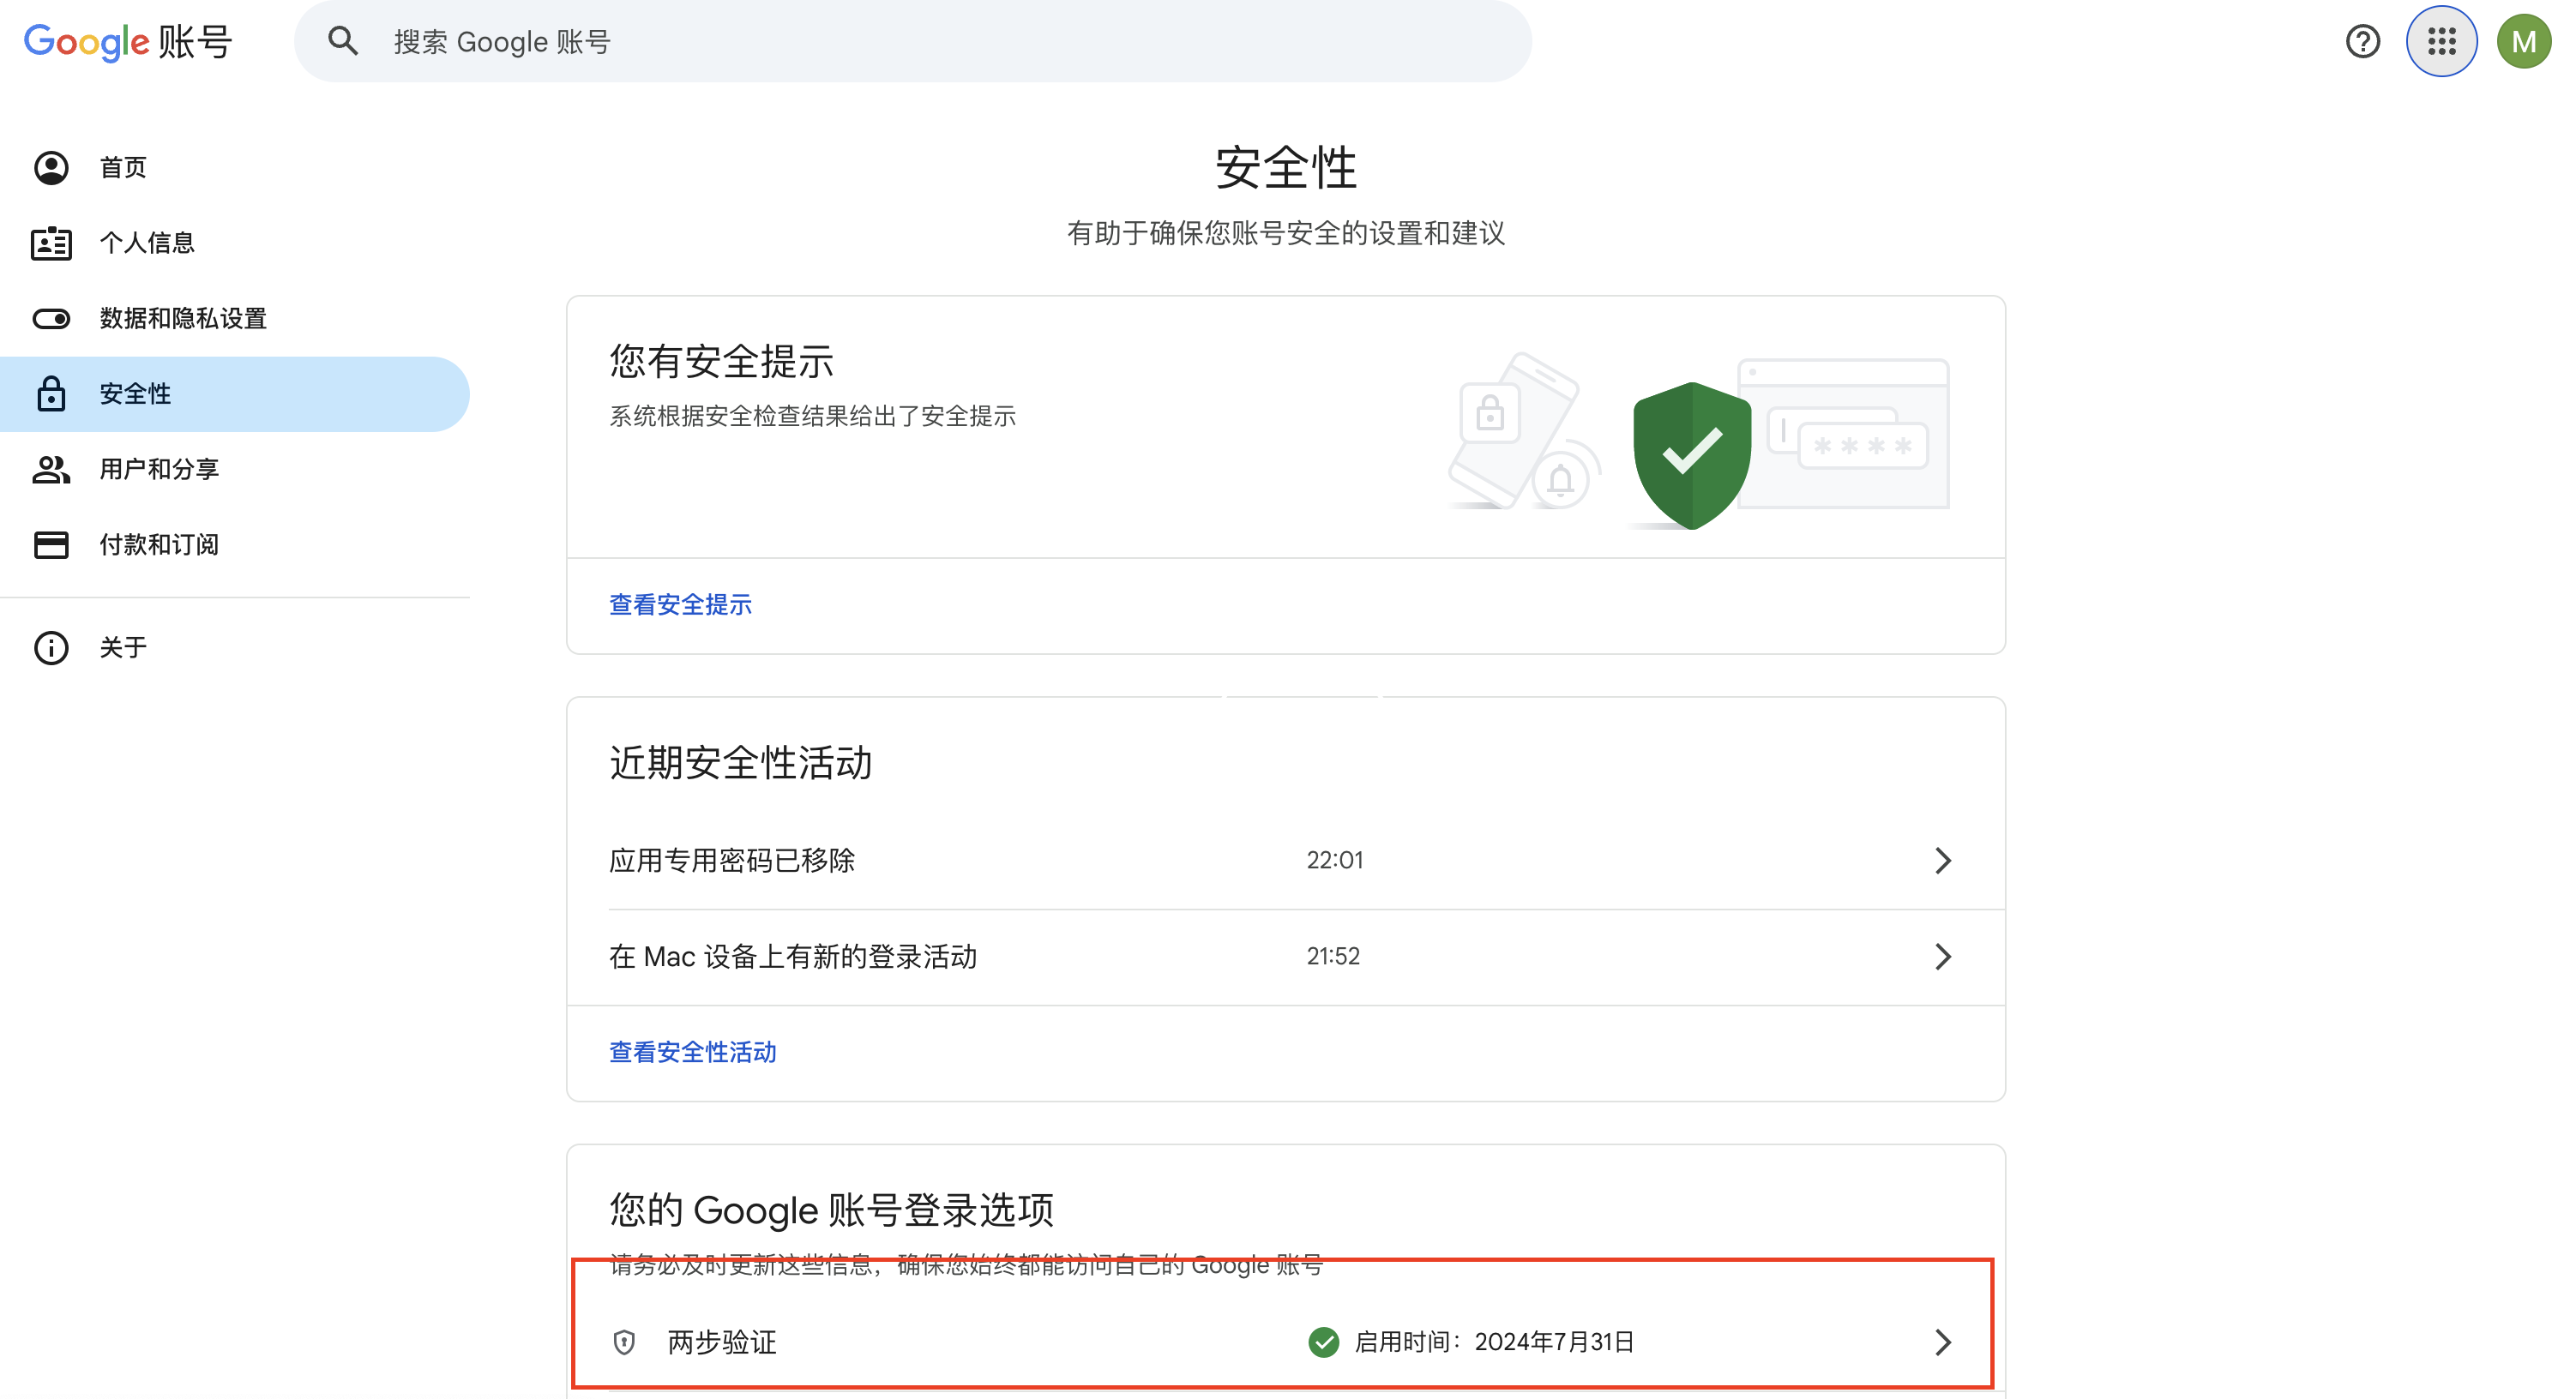 Google 账号
搜索 Google 账号
M
首页
个人信息
数据和隐私设置
安全性
用户和分享
付款和订阅
关于
安全性
有助于确保您账号安全的设置和建议
您有安全提示
系统根据安全检查结果给出了安全提示
****
查看安全提示
近期安全性活动
应用专用密码已移除 22:01
在 Mac 设备上有新的登录活动 21:52
查看安全性活动
您的 Google 账号登录选项
请务必及时更新这些信息，确保您始终都能访问自己的 Google 账号
两步验证 启用时间：2024年7月31日